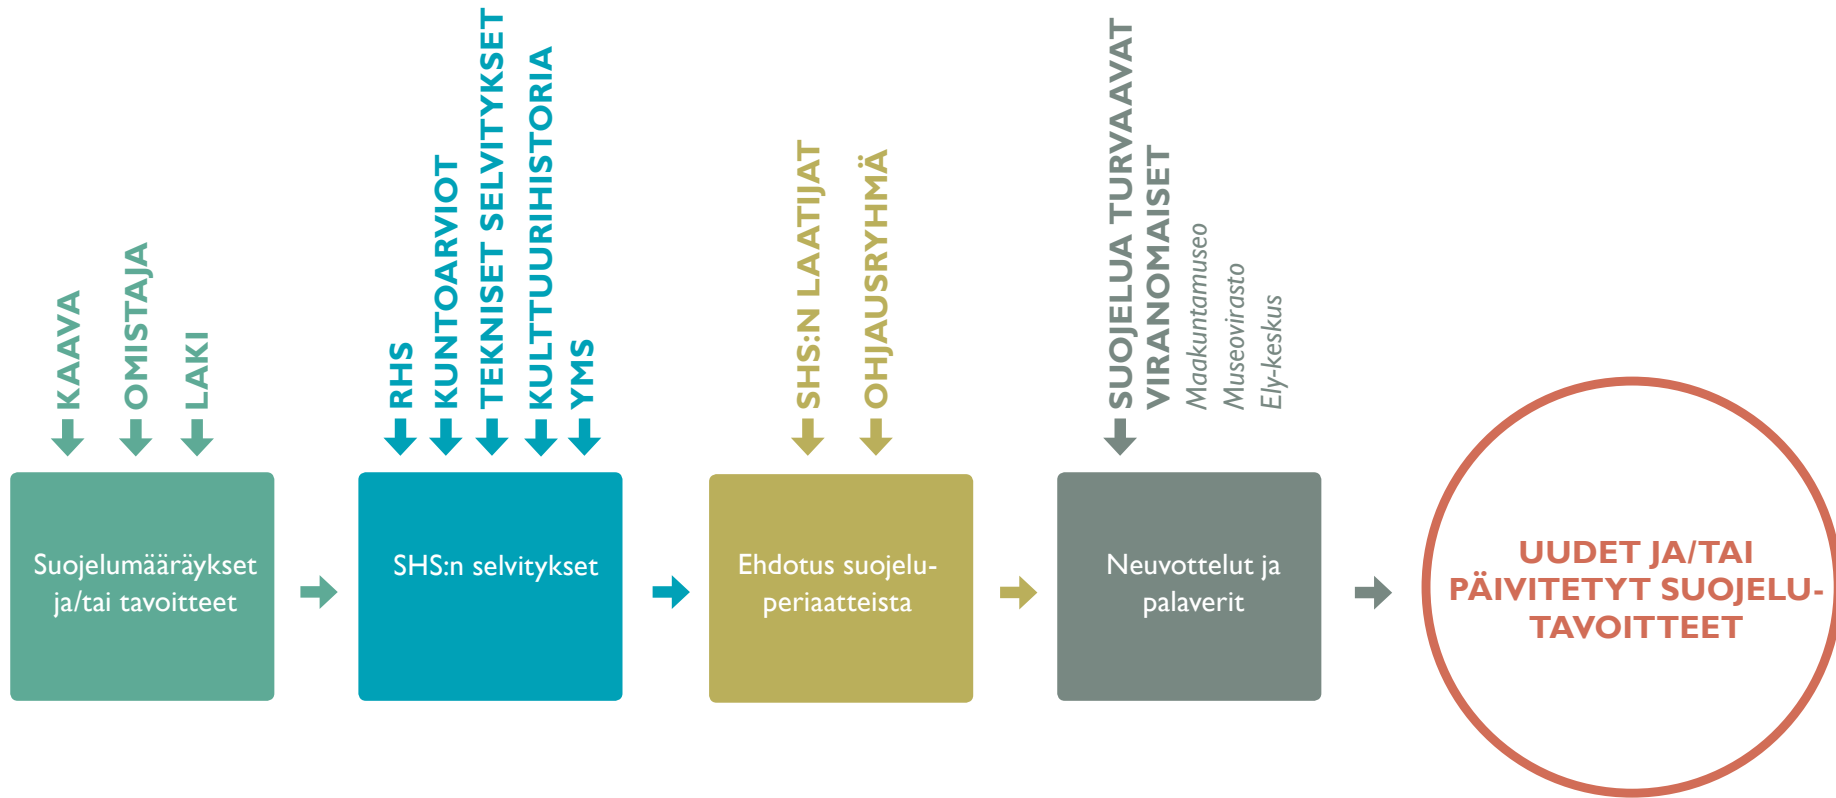 KAAVA
OMISTAJA
LAKI
Suojelumääräykset
ja/tai tavoitteet
RHS
KUNTOARVIOT
TEKNISET SELVITYKSET
KULTTUURIHISTORIA
YMS
SHS:n selvitykset
SHS:N LAATIJAT
OHJAUSRYHMÄ
Ehdotus suojelu-
periaatteista
SUOJELUA TURVAAVAT
VIRANOMAISET
Maakuntamuseo
Museovirasto
Ely-keskus
Neuvottelut ja
palaverit
UUDET JA/TAI
PÄIVITETYT SUOJELU-
TAVOITTEET